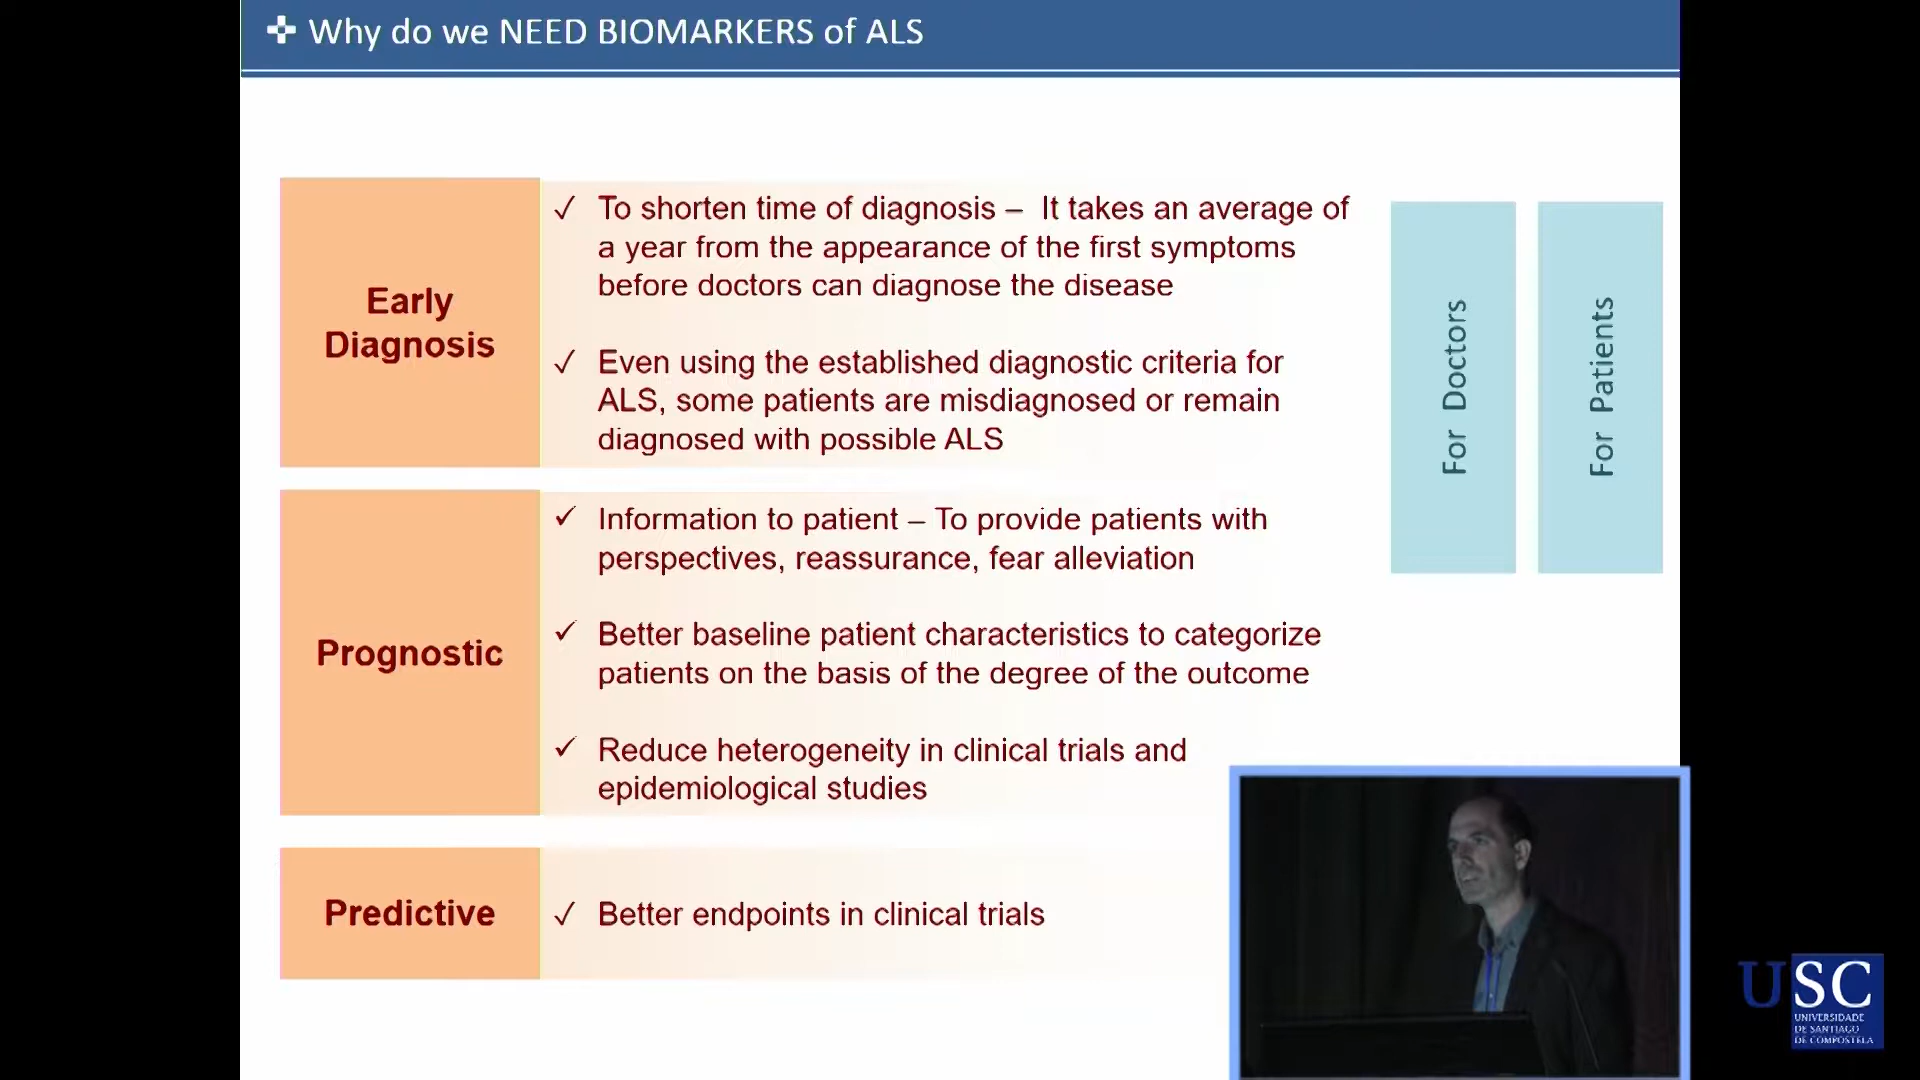 Why do we NEED BIOMARKERS of ALS
Early
Diagnosis
✓ To shorten time of diagnosis – It takes an average of
a year from the appearance of the first symptoms
before doctors can diagnose the disease
✓ Even using the established diagnostic criteria for
ALS, some patients are misdiagnosed or remain
diagnosed with possible ALS
Prognostic
✓ Information to patient – To provide patients with
perspectives, reassurance, fear alleviation
✓ Better baseline patient characteristics to categorize
patients on the basis of the degree of the outcome
✓ Reduce heterogeneity in clinical trials and
epidemiological studies
Predictive
✓ Better endpoints in clinical trials
For Doctors
For Patients
USC
UNIVERSIDADE
DE SANTIAGO
DE COMPOSTELA